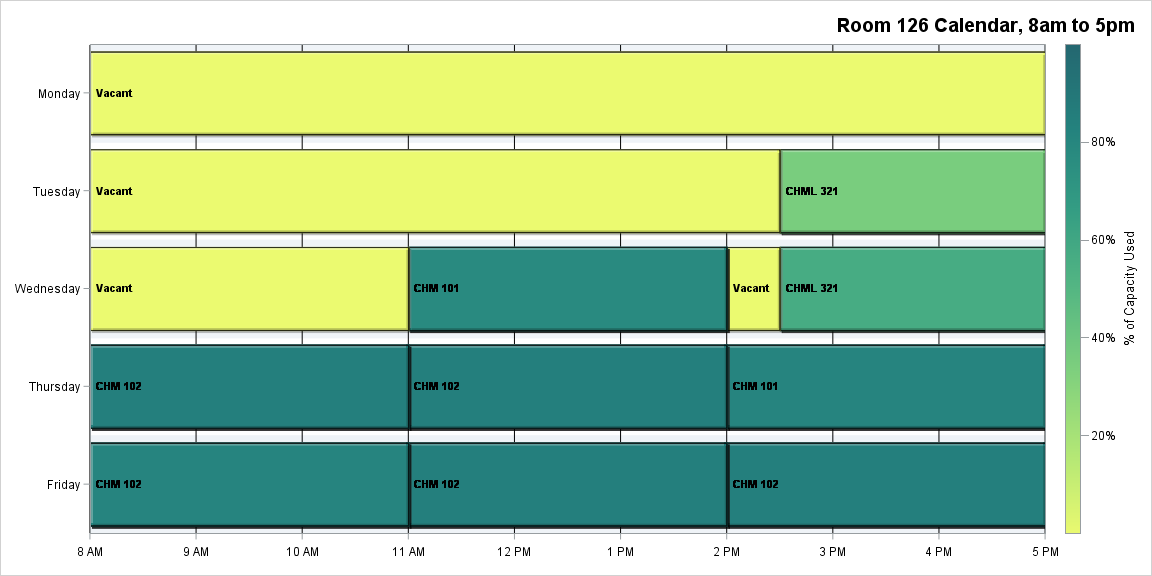 Room 126 Calendar, 8am to 5pm
Monday
Vacant
Tuesday
Vacant
CHML 321
Wednesday
Vacant
CHM 101
Vacant
CHML 321
Thursday
CHM 102
CHM 102
CHM 101
Friday
CHM 102
CHM 102
CHM 102
8 AM
9 AM
10 AM
11 AM
12 PM
1 PM
2 PM
3 PM
4 PM
5 PM
80%
60%
40%
20%
% of Capacity Used